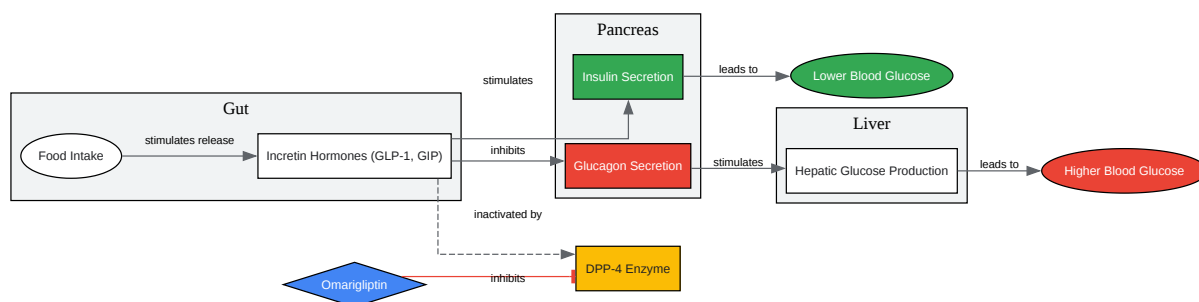 Pancreas
Insulin Secretion
leads to
Lower Blood Glucose
stimulates
Gut
Food Intake
stimulates release
Incretin Hormones (GLP-1, GIP)
inhibits
Glucagon Secretion
stimulates
Liver
Hepatic Glucose Production
leads to
Higher Blood Glucose
inactivated by
DPP-4 Enzyme
Omarigliptin
inhibits